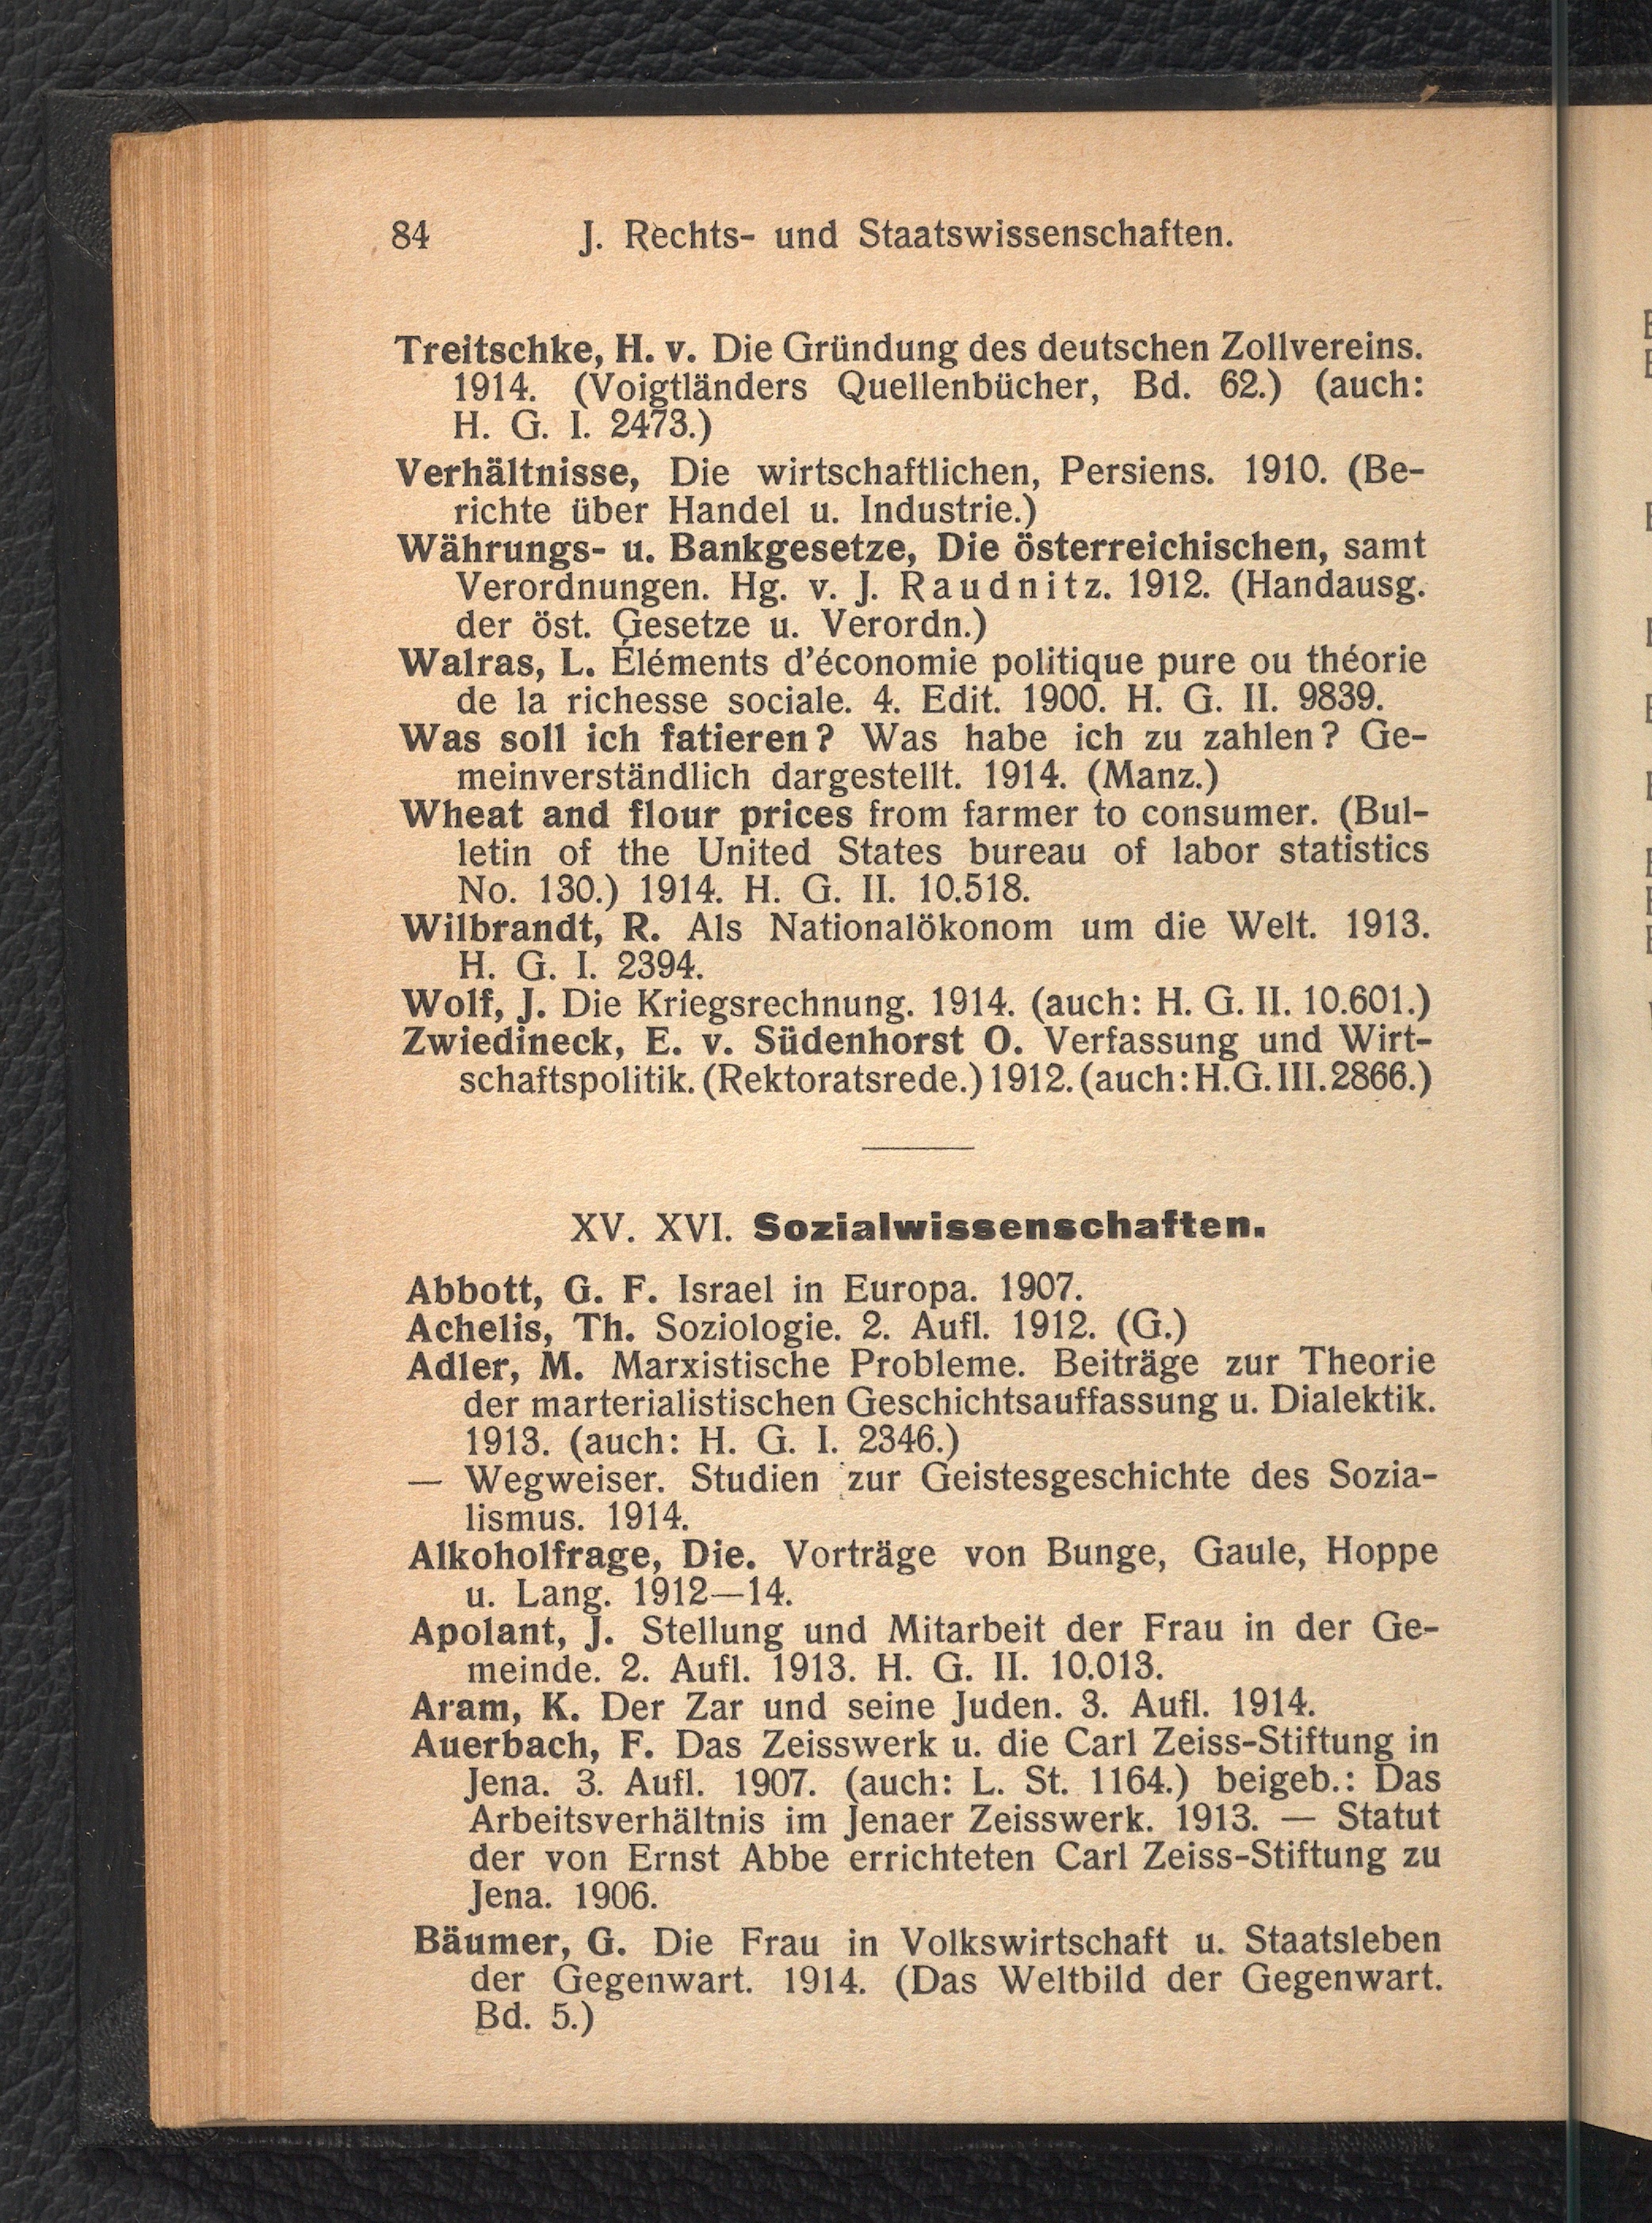 84 J. Rechts- und Staatswissenschaften.
Treitschke, H. v. Die Gründung des deutschen Zollvereins.
1914. (Voigtländers Quellenbücher, Bd. 62.) (auch:
H. G. I. 2473.)
Verhältnisse, Die wirtschaftlichen, Persiens. 1910. (Be-
richte über Handel u. Industrie.)
Währungs- u. Bankgesetze, Die österreichischen, samt
Verordnungen. Hg. v. J. Raudnitz. 1912. (Handausg.
der öst. Gesetze u. Verordn.)
Walras, L. Éléments d'économie politique pure ou théorie
de la richesse sociale. 4. Edit. 1900. H. G. II. 9839.
Was soll ich fatieren? Was habe ich zu zahlen? Ge-
meinverständlich dargestellt. 1914. (Manz.)
Wheat and flour prices from farmer to consumer. (Bul-
letin of the United States bureau of labor statistics
No. 130.) 1914. H. G. II. 10.518.
Wilbrandt, R. Als Nationalökonom um die Welt. 1913.
H. G. I. 2394.
Wolf, J. Die Kriegsrechnung. 1914. (auch: H. G. II. 10.601.)
Zwiedineck, E. v. Südenhorst O. Verfassung und Wirt-
schaftspolitik. (Rektoratsrede.) 1912. (auch: H. G. III. 2866.)
XV. XVI. Sozialwissenschaften.
Abbott, G. F. Israel in Europa. 1907.
Achelis, Th. Soziologie. 2. Aufl. 1912. (G.)
Adler, M. Marxistische Probleme. Beiträge zur Theorie
der marterialistischen Geschichtsauffassung u. Dialektik.
1913. (auch: H. G. I. 2346.)
— Wegweiser. Studien zur Geistesgeschichte des Sozia-
lismus. 1914.
Alkoholfrage, Die. Vorträge von Bunge, Gaule, Hoppe
u. Lang. 1912—14.
Apolant, J. Stellung und Mitarbeit der Frau in der Ge-
meinde. 2. Aufl. 1913. H. G. II. 10.013.
Aram, K. Der Zar und seine Juden. 3. Aufl. 1914.
Auerbach, F. Das Zeisswerk u. die Carl Zeiss-Stiftung in
Jena. 3. Aufl. 1907. (auch: L. St. 1164.) beigeb.: Das
Arbeitsverhältnis im Jenaer Zeisswerk. 1913. — Statut
der von Ernst Abbe errichteten Carl Zeiss-Stiftung zu
Jena. 1906.
Bäumer, G. Die Frau in Volkswirtschaft u. Staatsleben
der Gegenwart. 1914. (Das Weltbild der Gegenwart.
Bd. 5.)